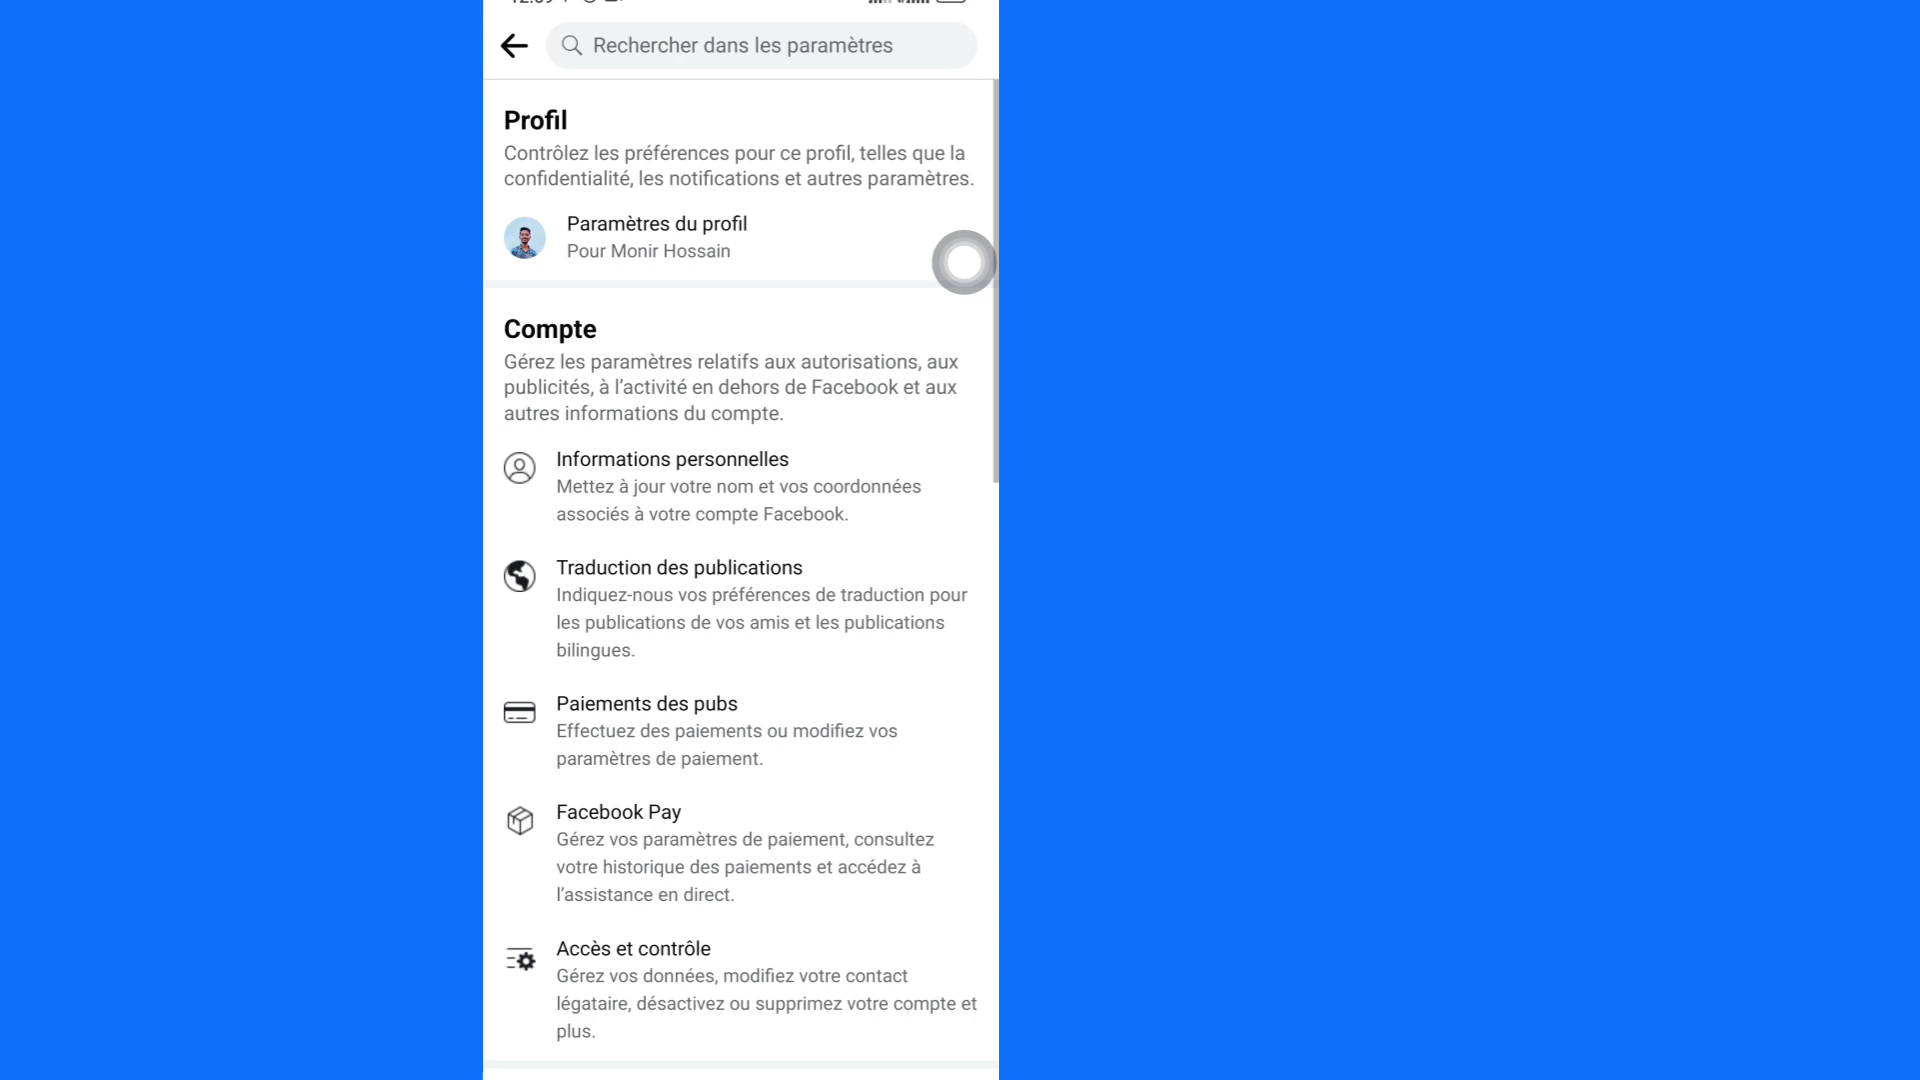 Rechercher dans les paramètres
Profil
Contrôlez les préférences pour ce profil, telles que la
confidentialité, les notifications et autres paramètres.
Paramètres du profil
Pour Monir Hossain
Compte
Gérez les paramètres relatifs aux autorisations, aux
publicités, à l’activité en dehors de Facebook et aux
autres informations du compte.
Informations personnelles
Mettez à jour votre nom et vos coordonnées
associés à votre compte Facebook.
Traduction des publications
Indiquez-nous vos préférences de traduction pour
les publications de vos amis et les publications
bilingues.
Paiements des pubs
Effectuez des paiements ou modifiez vos
paramètres de paiement.
Facebook Pay
Gérez vos paramètres de paiement, consultez
votre historique des paiements et accédez à
l’assistance en direct.
Accès et contrôle
Gérez vos données, modifiez votre contact
légataire, désactivez ou supprimez votre compte et
plus.